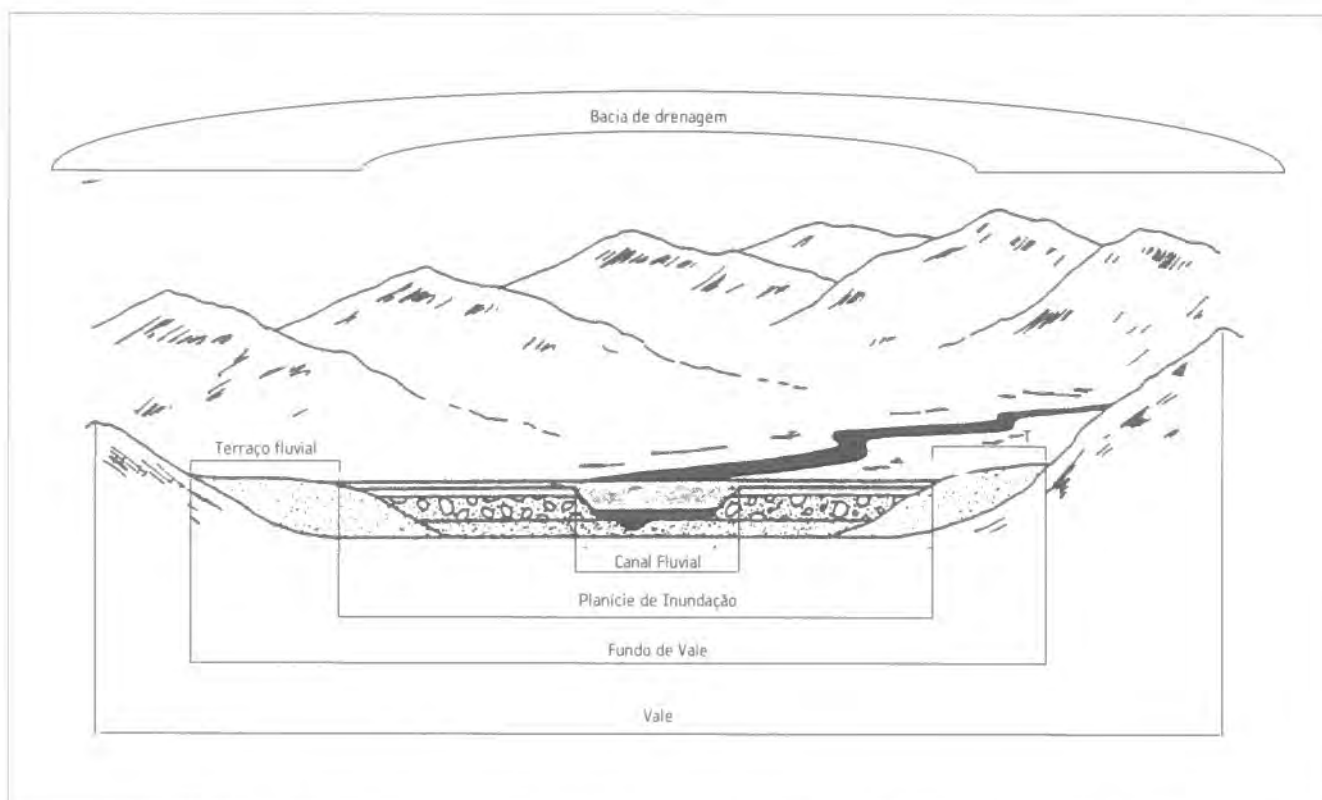 Bacia de drenagem
Terraço fluvial
T
Canal Fluvial
Planície de Inundação
Fundo de Vale
Vale